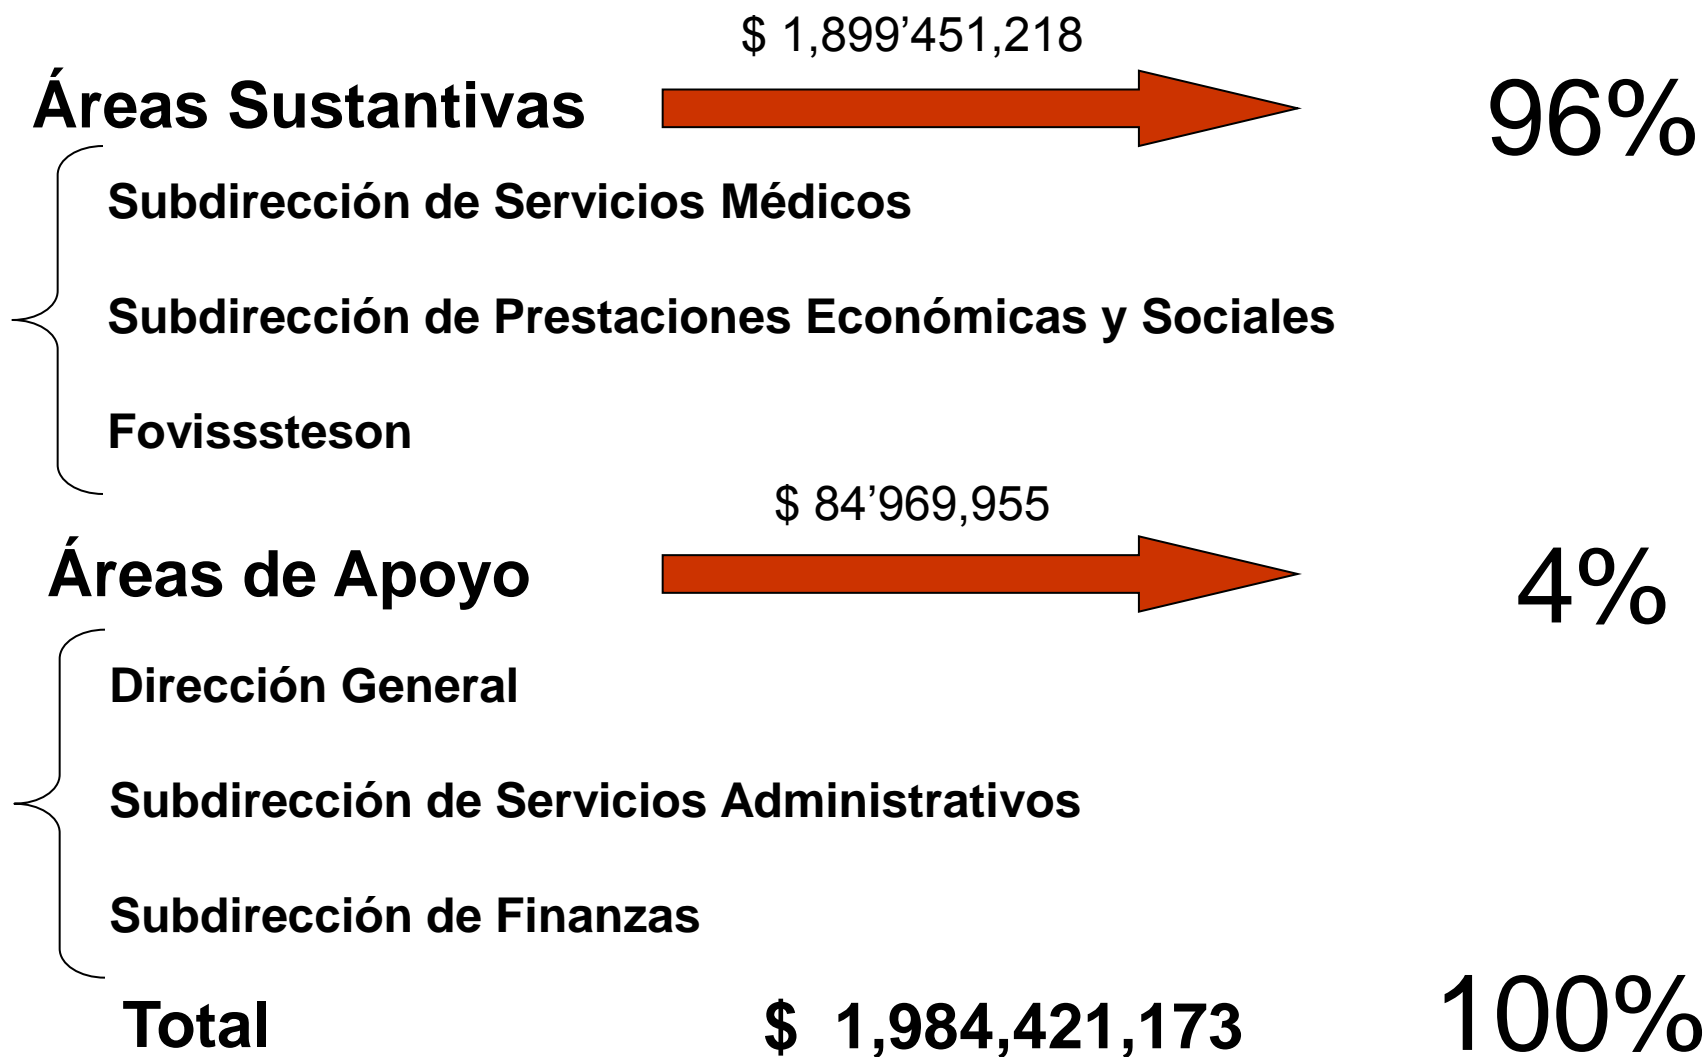 $ 1,899’451,218
Áreas Sustantivas
96%
Subdirección de Servicios Médicos
Subdirección de Prestaciones Económicas y Sociales
Fovisssteson
$ 84’969,955
Áreas de Apoyo
4%
Dirección General
Subdirección de Servicios Administrativos
Subdirección de Finanzas
Total $ 1,984,421,173 100%